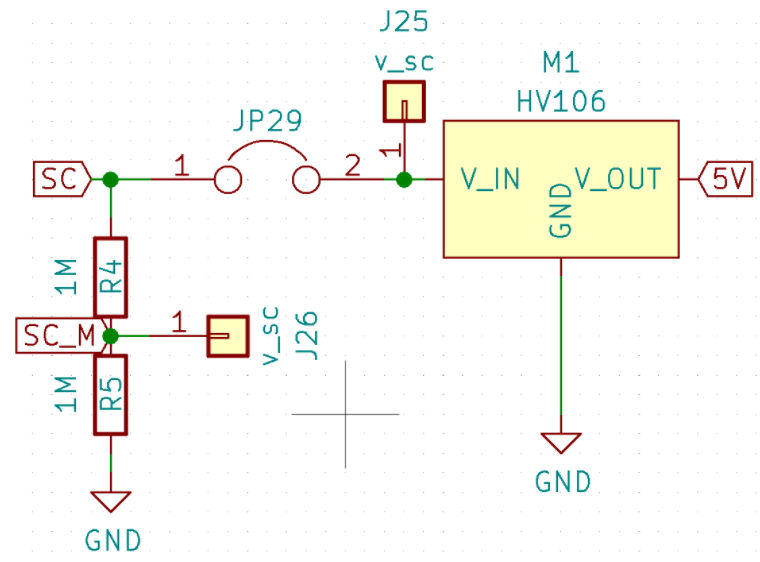 J25
v_sc
M1
HV106
JP29
1
SC
1
2
V_IN
GND
V_OUT
5V
1M
R4
SC_M
1
v_sc
J26
1M
R5
GND
GND